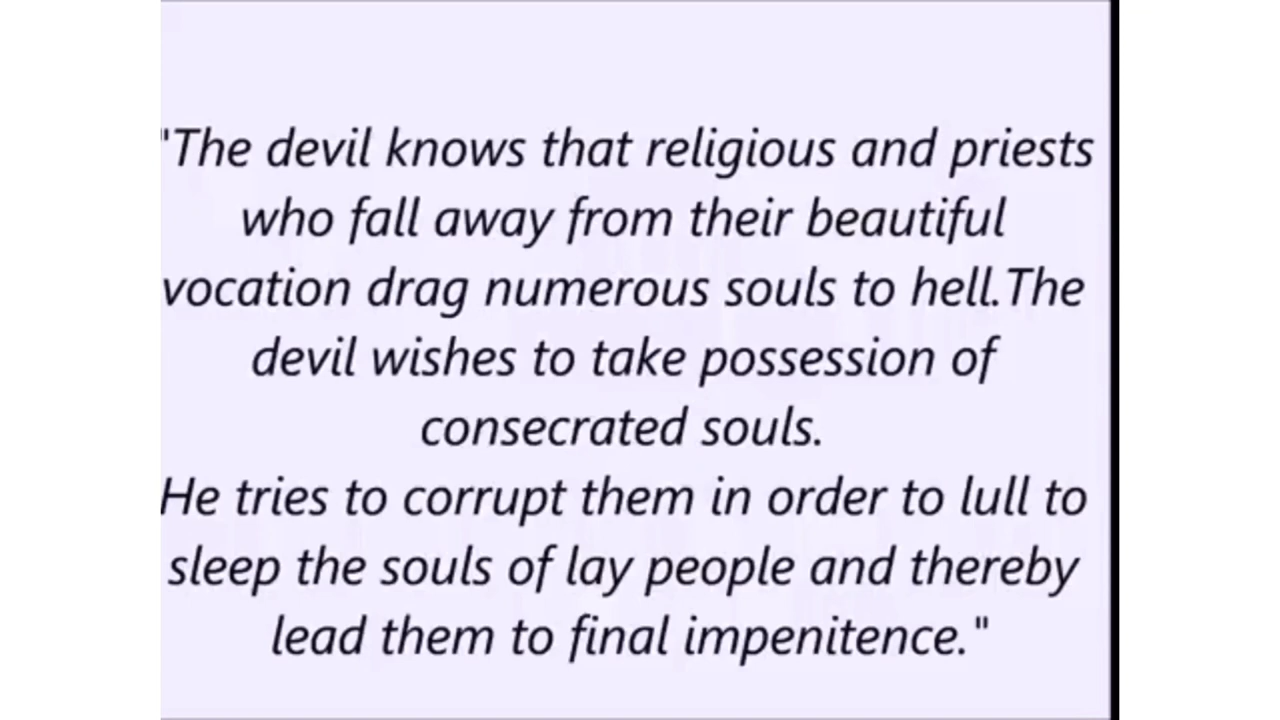 "The devil knows that religious and priests
who fall away from their beautiful
vocation drag numerous souls to hell.The
devil wishes to take possession of
consecrated souls.
He tries to corrupt them in order to lull to
sleep the souls of lay people and thereby
lead them to final impenitence."